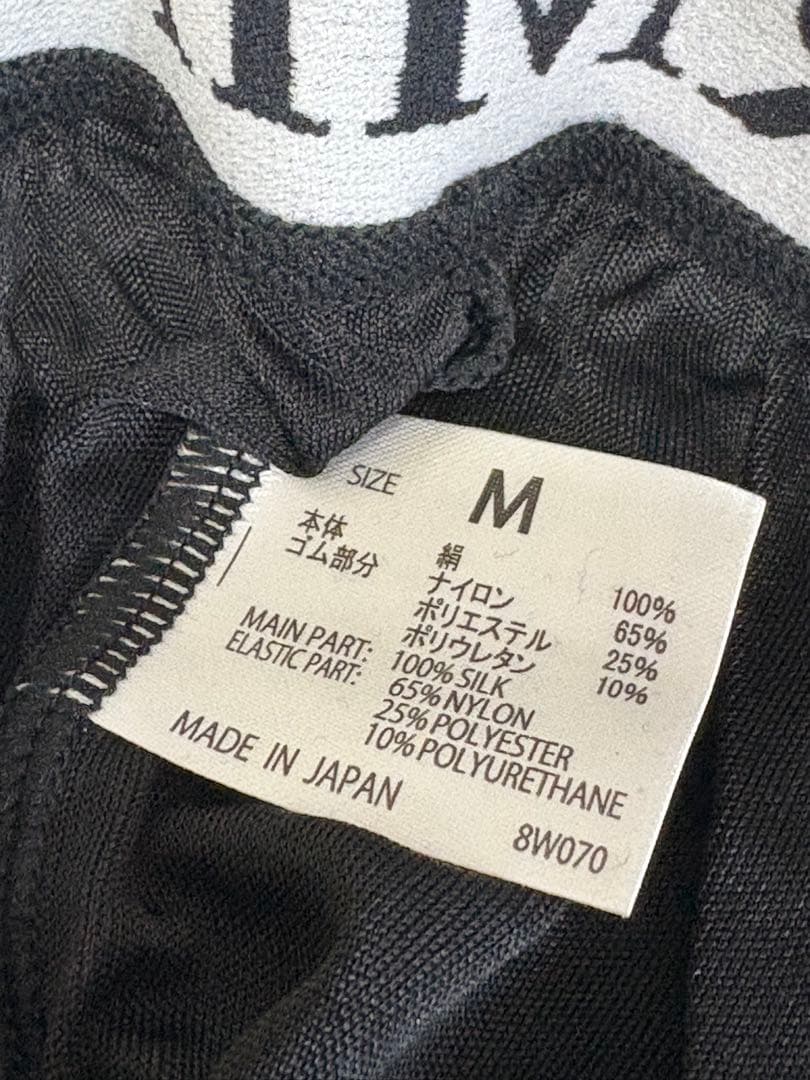 SIZE M
本体 絹 100%
ゴム部分 ナイロン 65%
ポリエステル 25%
ポリウレタン 10%
MAIN PART: 100% SILK
ELASTIC PART: 65% NYLON
25% POLYESTER
10% POLYURETHANE
MADE IN JAPAN
8W070